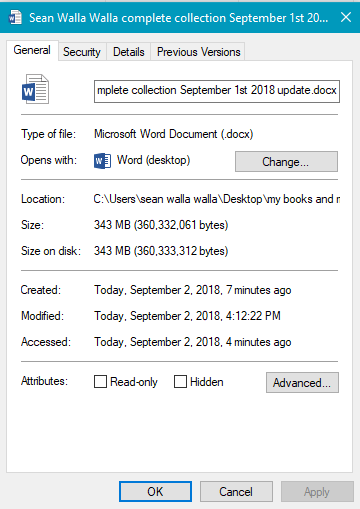 Sean Walla Walla complete collection September 1st 20...
General Security Details Previous Versions
mplete collection September 1st 2018 update.docx
Type of file: Microsoft Word Document (.docx)
Opens with: Word (desktop) Change...
Location: C:\Users\sean walla walla\Desktop\my books and r
Size: 343 MB (360,332,061 bytes)
Size on disk: 343 MB (360,333,312 bytes)
Created: Today, September 2, 2018, 7 minutes ago
Modified: Today, September 2, 2018, 4:12:22 PM
Accessed: Today, September 2, 2018, 4 minutes ago
Attributes: Read-only Hidden Advanced...
OK Cancel Apply